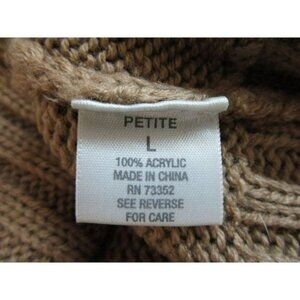 PETITE
L
100% ACRYLIC
MADE IN CHINA
RN 73352
SEE REVERSE
FOR CARE